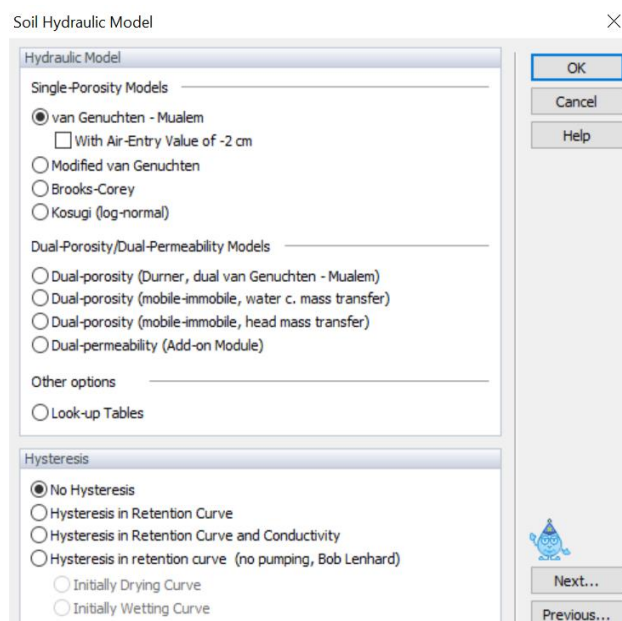 Soil Hydraulic Model
Hydraulic Model
Single-Porosity Models
van Genuchten - Mualem
With Air-Entry Value of -2 cm
Modified van Genuchten
Brooks-Corey
Kosugi (log-normal)
Dual-Porosity/Dual-Permeability Models
Dual-porosity (Durner, dual van Genuchten - Mualem)
Dual-porosity (mobile-immobile, water c. mass transfer)
Dual-porosity (mobile-immobile, head mass transfer)
Dual-permeability (Add-on Module)
Other options
Look-up Tables
Hysteresis
No Hysteresis
Hysteresis in Retention Curve
Hysteresis in Retention Curve and Conductivity
Hysteresis in retention curve (no pumping, Bob Lenhard)
Initially Drying Curve
Initially Wetting Curve
OK
Cancel
Help
Next...
Previous...